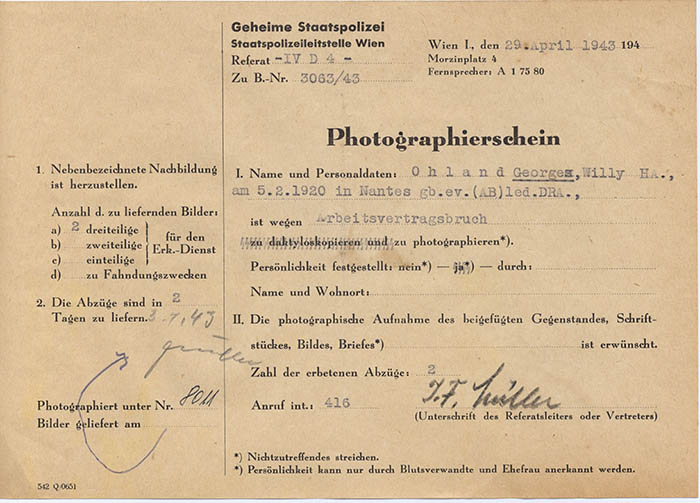 Geheime Staatspolizei
Staatspolizeileitstelle Wien
Referat -IV D 4 -
Zu B.-Nr. 3063/43
Wien I., den 29. April 1943 194
Morzinplatz 4
Fernsprecher: A 1 75 80
Photographierschein
1. Nebenbezeichnete Nachbildung
ist herzustellen.
Anzahl d. zu liefernden Bilder:
a) 2 dreiteilige
b) zweiteilige
c) einteilige
für den
Erk.-Dienst
d) zu Fahndungszwecken
2. Die Abzüge sind in 2
Tagen zu liefern.
Photographiert unter Nr. 8011
Bilder geliefert am
I. Name und Personaldaten: Ohland Georges, Willy HA.,
am 5.2.1920 in Nantes gb.ev.(AB)led.DRA.,
ist wegen Arbeitsvertragsbruch
zu daktyloskopieren und zu photographieren*).
Persönlichkeit festgestellt: nein*) — ja*) — durch:
Name und Wohnort:
II. Die photographische Aufnahme des beigefügten Gegenstandes, Schrift-
stückes, Bildes, Briefes*) ist erwünscht.
Zahl der erbetenen Abzüge: 2
Anruf int.: 416
(Unterschrift des Referatsleiters oder Vertreters)
*) Nichtzutreffendes streichen.
*) Persönlichkeit kann nur durch Blutsverwandte und Ehefrau anerkannt werden.
542 Q/0651